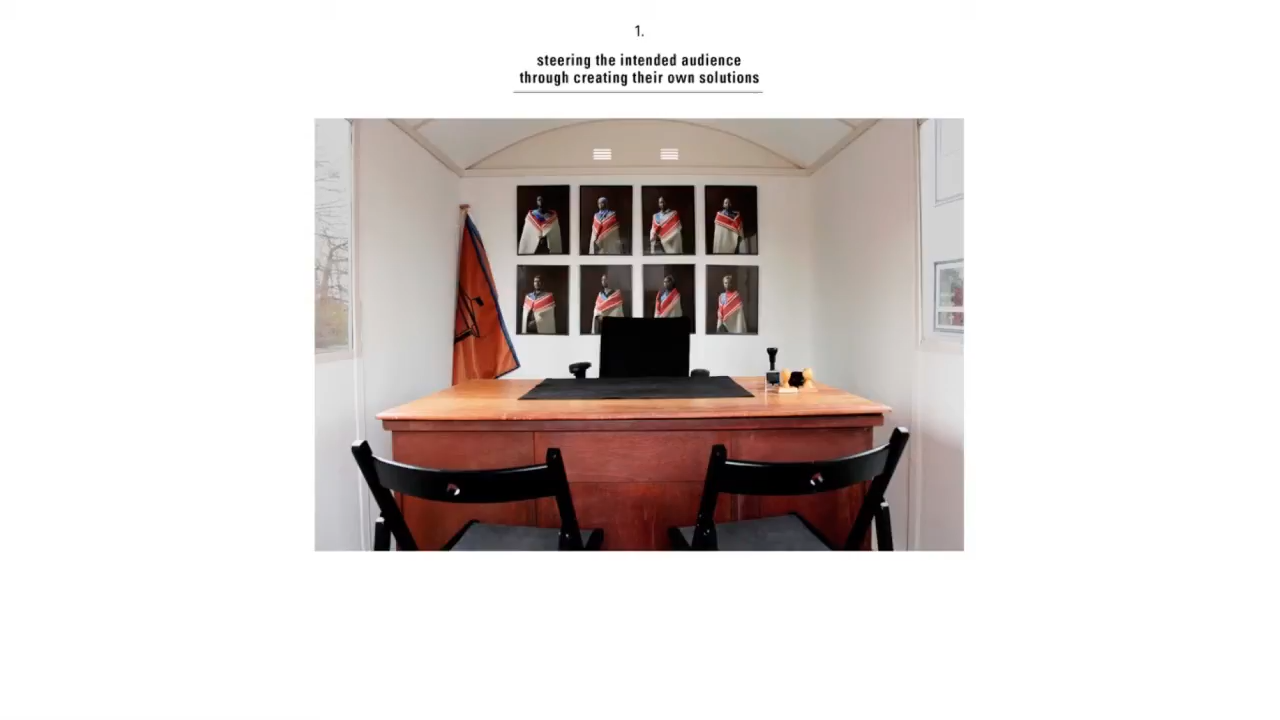 1.
steering the intended audience
through creating their own solutions